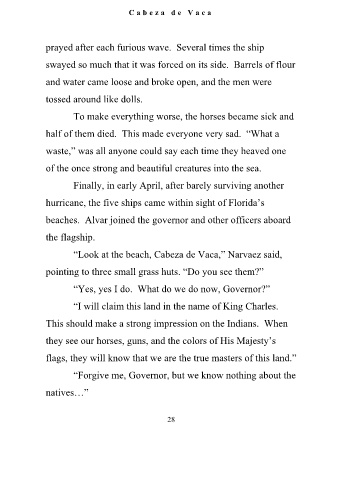 Cabeza de Vaca
prayed after each furious wave. Several times the ship
swayed so much that it was forced on its side. Barrels of flour
and water came loose and broke open, and the men were
tossed around like dolls.
To make everything worse, the horses became sick and
half of them died. This made everyone very sad. “What a
waste,” was all anyone could say each time they heaved one
of the once strong and beautiful creatures into the sea.
Finally, in early April, after barely surviving another
hurricane, the five ships came within sight of Florida’s
beaches. Alvar joined the governor and other officers aboard
the flagship.
“Look at the beach, Cabeza de Vaca,” Narvaez said,
pointing to three small grass huts. “Do you see them?”
“Yes, yes I do. What do we do now, Governor?”
“I will claim this land in the name of King Charles.
This should make a strong impression on the Indians. When
they see our horses, guns, and the colors of His Majesty’s
flags, they will know that we are the true masters of this land.”
“Forgive me, Governor, but we know nothing about the
natives…”
28